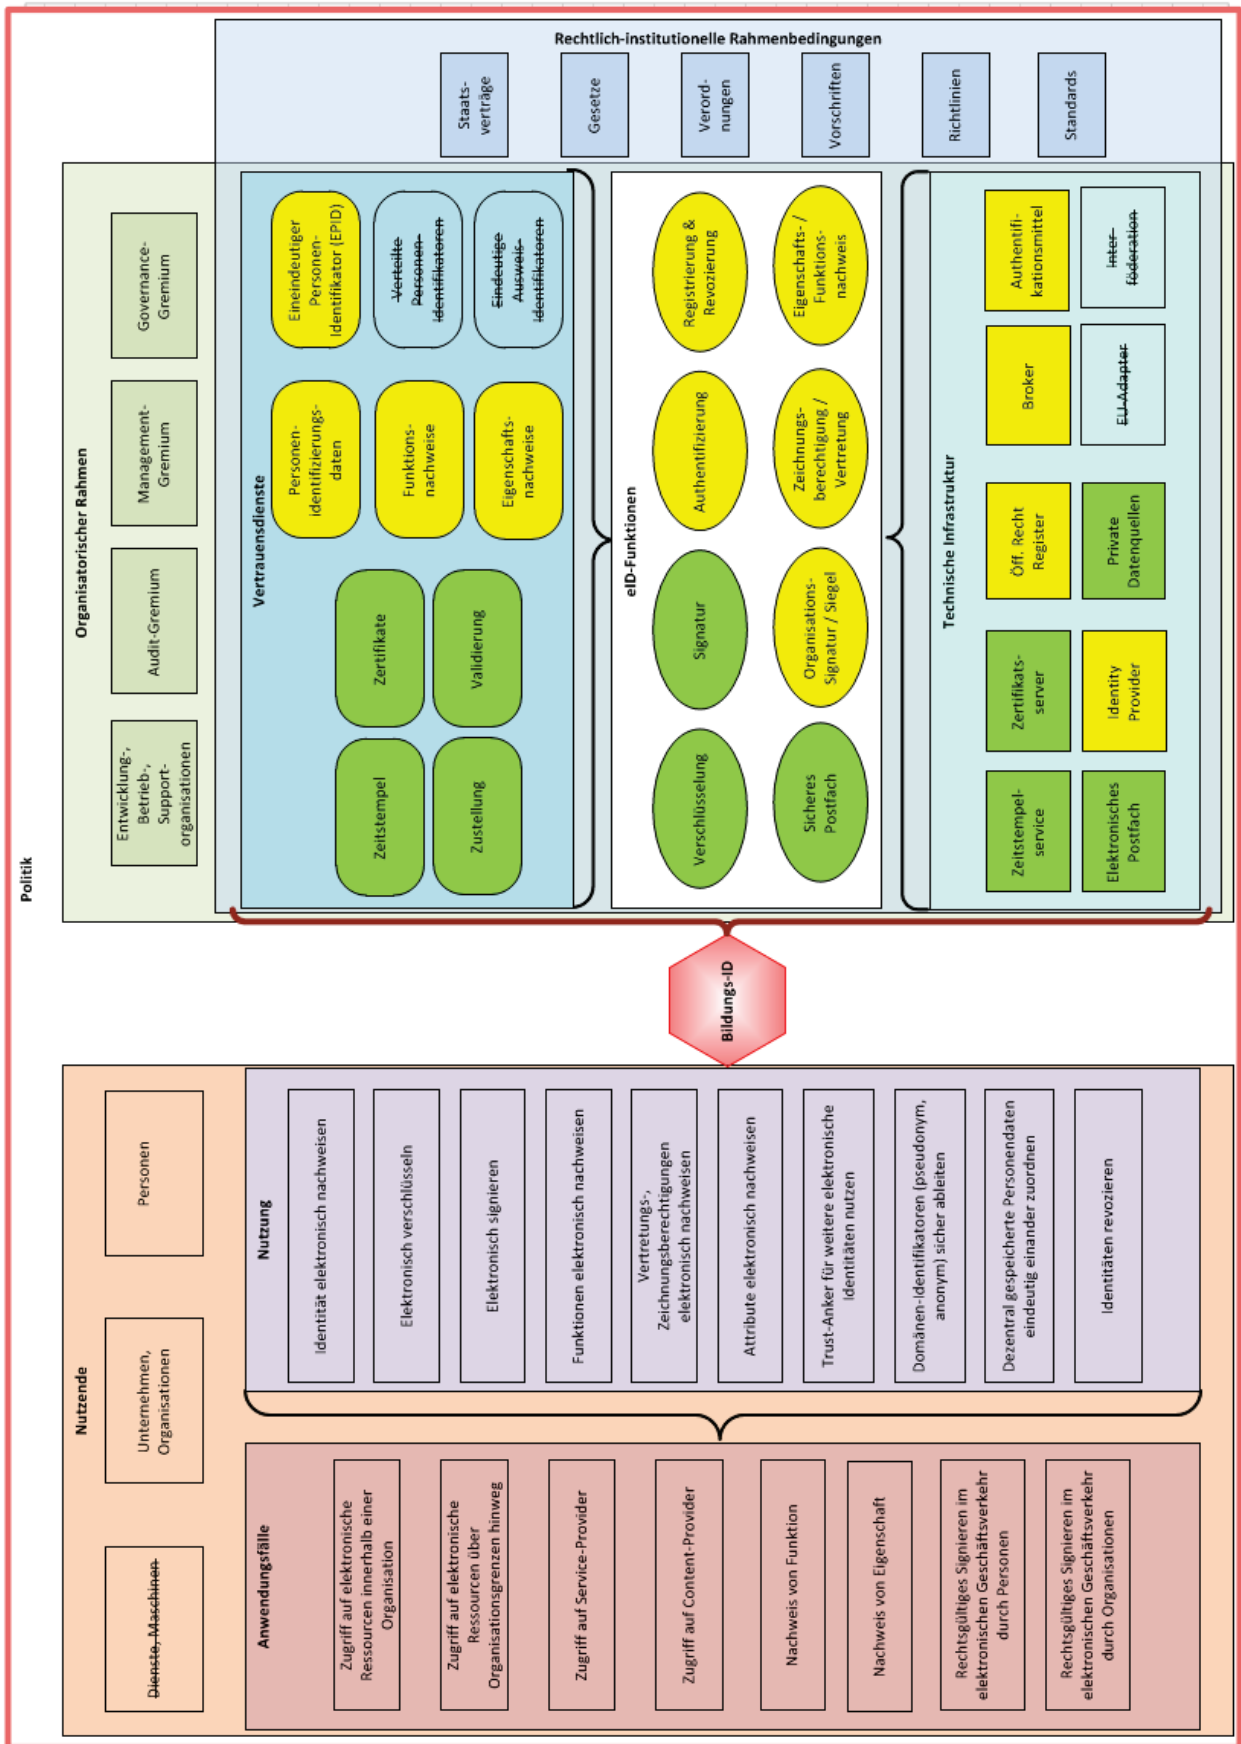 Politik
Nutzende
Dienste, Maschinen
Unternehmen,
Organisationen
Personen
Anwendungsfälle
Zugriff auf elektronische
Ressourcen innerhalb einer
Organisation
Zugriff auf elektronische
Ressourcen über
Organisationsgrenzen hinweg
Zugriff auf Service-Provider
Zugriff auf Content-Provider
Nachweis von Funktion
Nachweis von Eigenschaft
Rechtsgültiges Signieren im
elektronischen Geschäftsverkehr
durch Personen
Rechtsgültiges Signieren im
elektronischen Geschäftsverkehr
durch Organisationen
Nutzung
Identität elektronisch nachweisen
Elektronisch verschlüsseln
Elektronisch signieren
Funktionen elektronisch nachweisen
Vertretungs-,
Zeichnungsberechtigungen
elektronisch nachweisen
Attribute elektronisch nachweisen
Trust-Anker für weitere elektronische
Identitäten nutzen
Domänen-Identifikatoren (pseudonym,
anonym) sicher ableiten
Dezentral gespeicherte Personendaten
eindeutig einander zuordnen
Identitäten revozieren
Bildungs-ID
Organisatorischer Rahmen
Entwicklung-,
Betrieb-,
Support-
organisationen
Audit-Gremium
Management-
Gremium
Governance-
Gremium
Vertrauensdienste
Zeitstempel
Zertifikate
Zustellung
Validierung
Personen-
identifizierungs-
daten
Funktions-
nachweise
Eigenschafts-
nachweise
Eineindeutiger
Personen-
Identifikator (EPID)
Verteilte
Personen-
Identifikatoren
Eindeutige
Ausweis-
Identifikatoren
eID-Funktionen
Verschlüsselung
Signatur
Authentifizierung
Registrierung &
Revozierung
Sicheres
Postfach
Organisations-
Signatur / Siegel
Zeichnungs-
berechtigung /
Vertretung
Eigenschafts- /
Funktions-
nachweis
Technische Infrastruktur
Zeitstempel-
service
Zertifikats-
server
Öff. Recht
Register
Broker
Authentifi-
kationsmittel
Elektronisches
Postfach
Identity
Provider
Private
Datenquellen
EU-Adapter
Inter-
föderation
Rechtlich-institutionelle Rahmenbedingungen
Staats-
verträge
Gesetze
Verord-
nungen
Vorschriften
Richtlinien
Standards